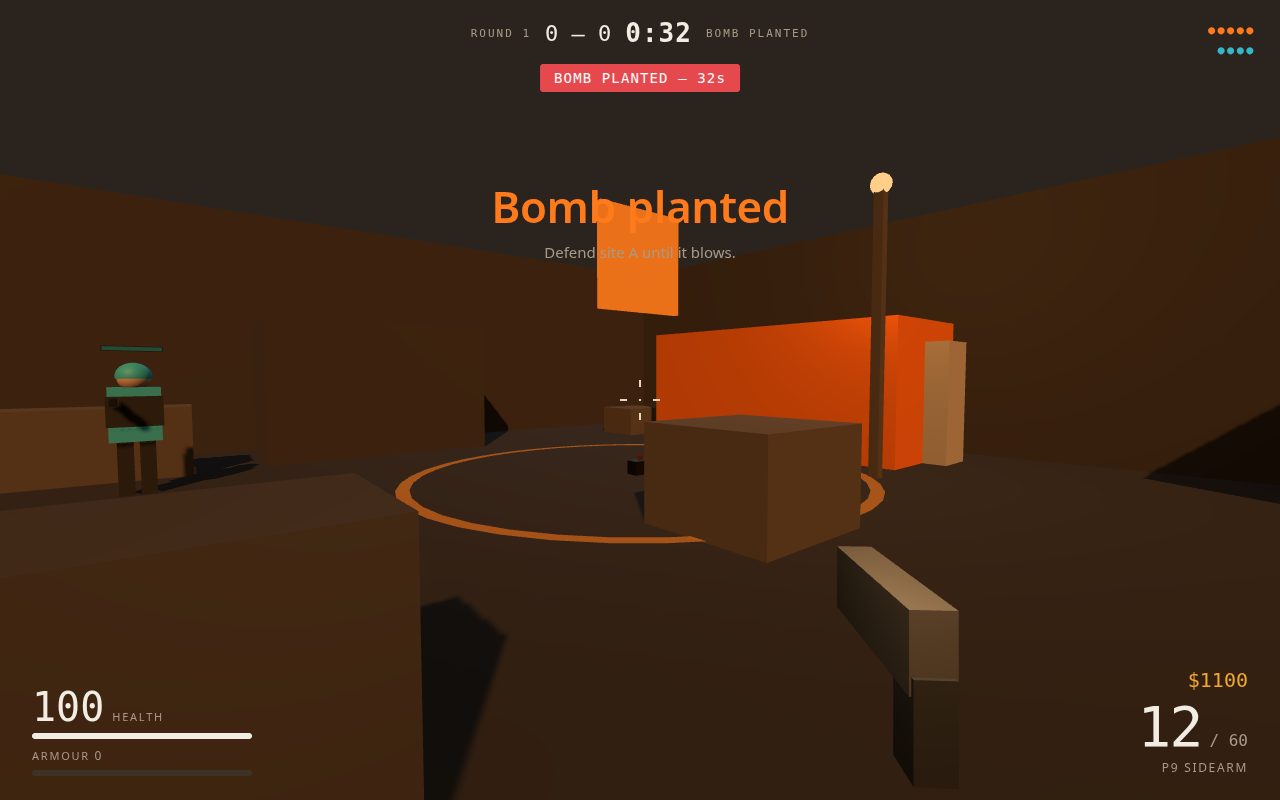 ROUND 1 0 — 0 0:32 BOMB PLANTED
BOMB PLANTED — 32s
Bomb planted
Defend site A until it blows.
100 HEALTH
ARMOUR 0
$1100
12 / 60
P9 SIDEARM